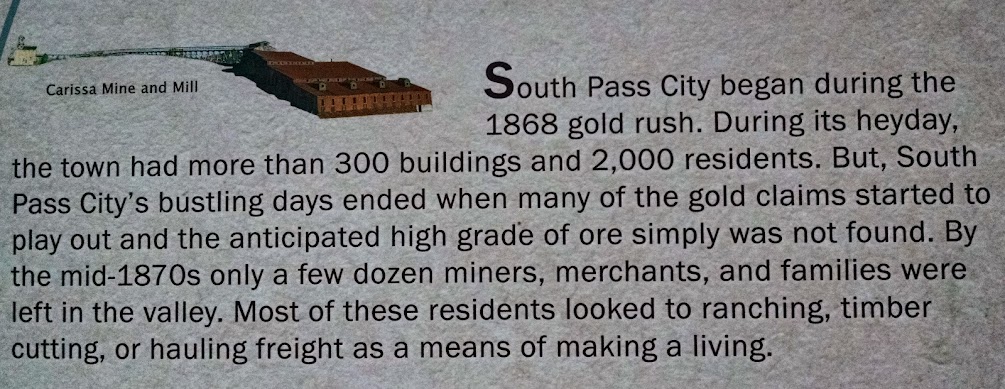 Carissa Mine and Mill
South Pass City began during the
1868 gold rush. During its heyday,
the town had more than 300 buildings and 2,000 residents. But, South
Pass City's bustling days ended when many of the gold claims started to
play out and the anticipated high grade of ore simply was not found. By
the mid-1870s only a few dozen miners, merchants, and families were
left in the valley. Most of these residents looked to ranching, timber
cutting, or hauling freight as a means of making a living.